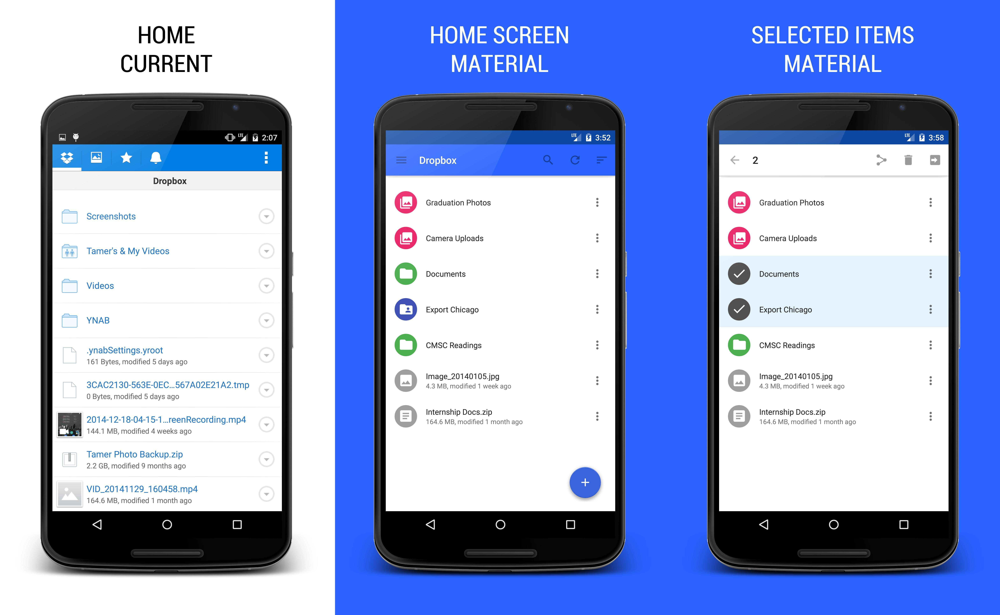 HOME
CURRENT
LTE 2:07
Dropbox
Screenshots
Tamer's & My Videos
Videos
YNAB
.ynabSettings.yroot
161 Bytes, modified 5 days ago
3CAC2130-563E-0EC...567A02E21A2.tmp
0 Bytes, modified 5 days ago
2014-12-18-04-15-1...reenRecording.mp4
144.1 MB, modified 4 weeks ago
Tamer Photo Backup.zip
2.2 GB, modified 9 months ago
VID_20141129_160458.mp4
164.6 MB, modified 1 month ago
HOME SCREEN
MATERIAL
LTE 3:52
Dropbox
Graduation Photos
Camera Uploads
Documents
Export Chicago
CMSC Readings
Image_20140105.jpg
4.3 MB, modified 1 week ago
Internship Docs.zip
164.6 MB, modified 1 month ago
SELECTED ITEMS
MATERIAL
LTE 3:58
2
Graduation Photos
Camera Uploads
Documents
Export Chicago
CMSC Readings
Image_20140105.jpg
4.3 MB, modified 1 week ago
Internship Docs.zip
164.6 MB, modified 1 month ago